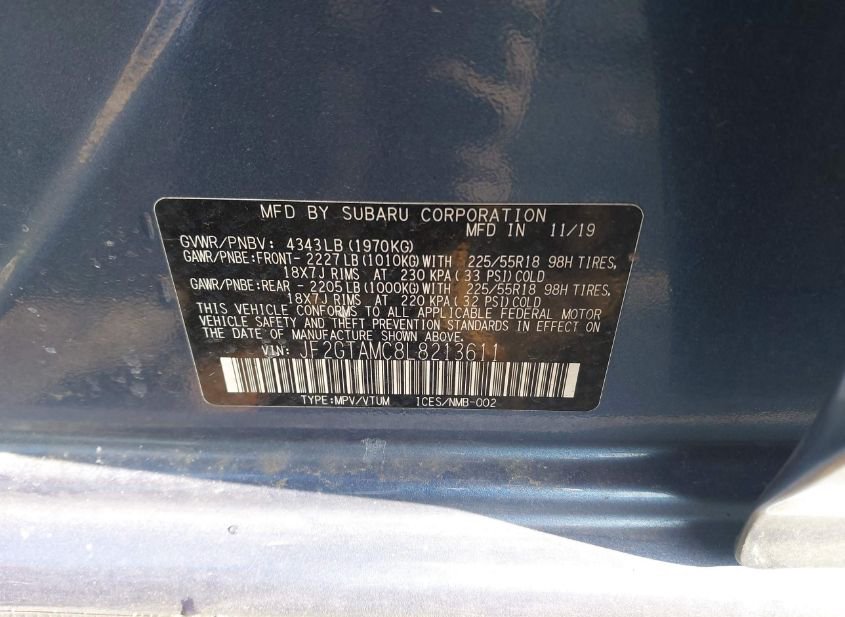 MFD BY SUBARU CORPORATION
MFD IN 11/19
GVWR/PNBV: 4343LB(1970KG)
GAWR/PNBE:FRONT- 2227LB(1010KG)WITH 225/55R18 98H TIRES,
18X7J RIMS AT 230 KPA(33 PSI)COLD
GAWR/PNBE:REAR - 2205LB(1000KG)WITH 225/55R18 98H TIRES,
18X7J RIMS AT 220 KPA(32 PSI)COLD
THIS VEHICLE CONFORMS TO ALL APPLICABLE FEDERAL MOTOR
VEHICLE SAFETY AND THEFT PREVENTION STANDARDS IN EFFECT ON
THE DATE OF MANUFACTURE SHOWN ABOVE.
VIN: JF2GTAMC8L8213611
TYPE:MPV/VTUM 1CES/NMB-002